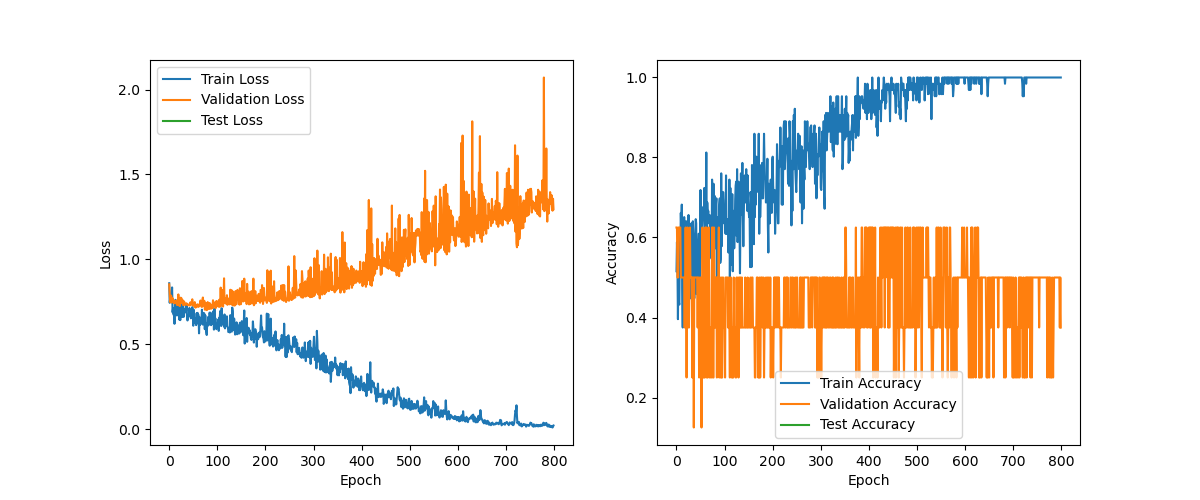 Train Loss
Validation Loss
Test Loss
2.0
1.5
1.0
0.5
0.0
Loss
0 100 200 300 400 500 600 700 800
Epoch
1.0
0.8
0.6
0.4
0.2
Accuracy
Train Accuracy
Validation Accuracy
Test Accuracy
0 100 200 300 400 500 600 700 800
Epoch